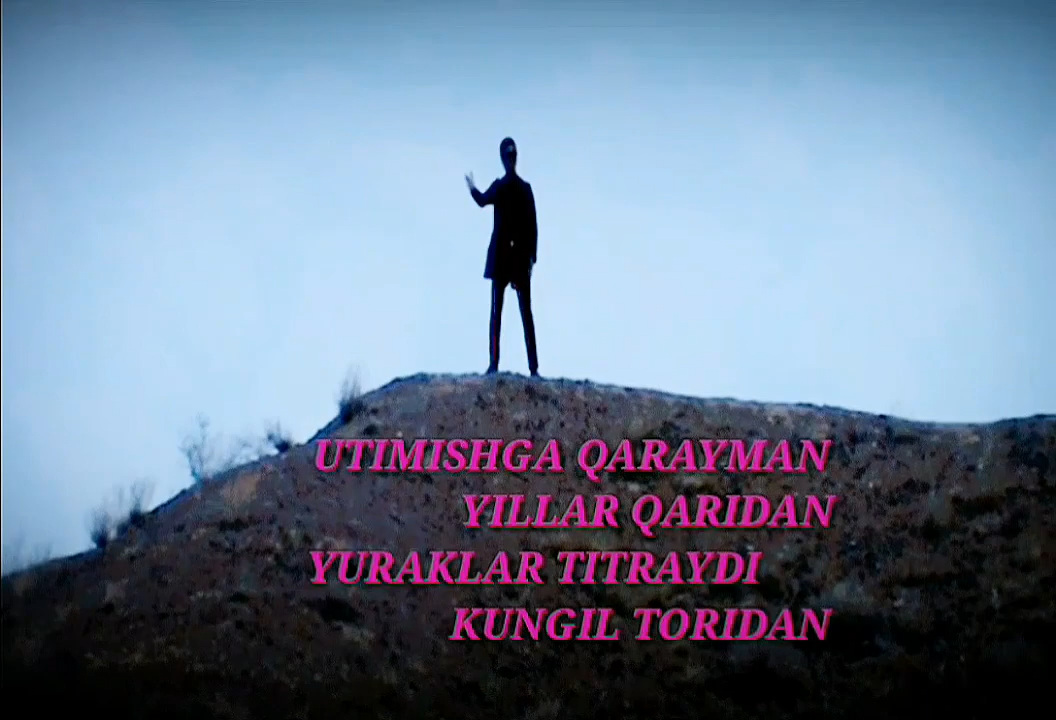 UTIMISHGA QARAYMAN
YILLAR QARIDAN
YURAKLAR TITRAYDI
KUNGIL TORIDAN